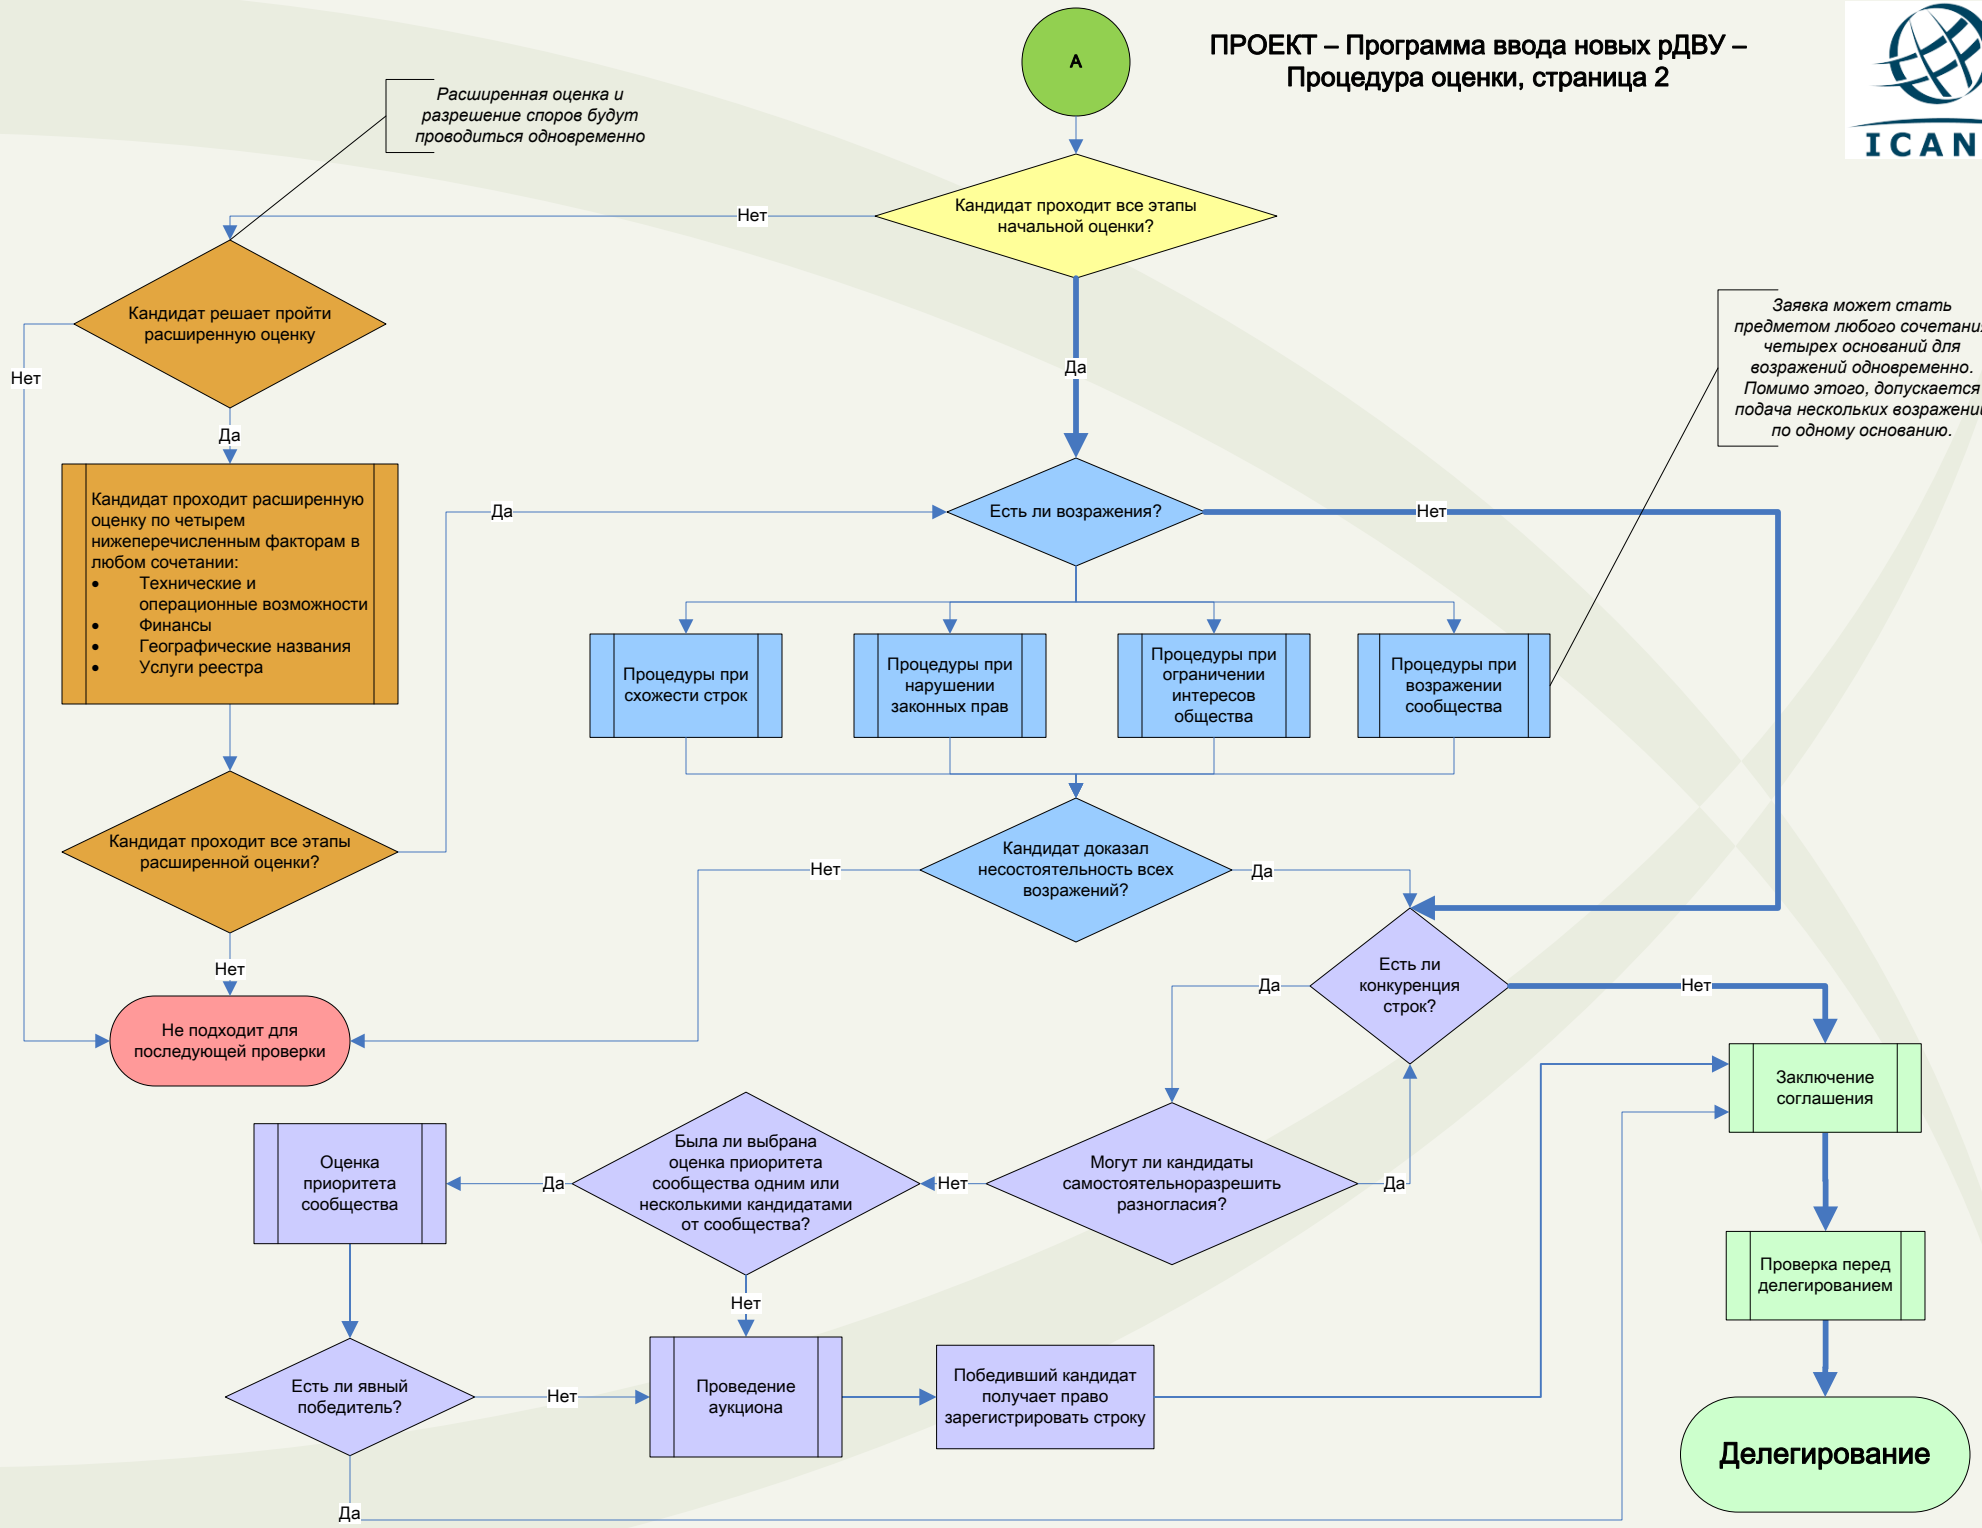 ПРОЕКТ – Программа ввода новых рДВУ –
Процедура оценки, страница 2
ICAN
А
Расширенная оценка и
разрешение споров будут
проводиться одновременно
Кандидат проходит все этапы
начальной оценки?
Нет
Да
Кандидат решает пройти
расширенную оценку
Нет
Да
Заявка может стать
предметом любого сочетания
четырех оснований для
возражений одновременно.
Помимо этого, допускается
подача нескольких возражений
по одному основанию.
Кандидат проходит расширенную
оценку по четырем
нижеперечисленным факторам в
любом сочетании:
• Технические и
операционные возможности
• Финансы
• Географические названия
• Услуги реестра
Да
Есть ли возражения?
Нет
Процедуры при
схожести строк
Процедуры при
нарушении
законных прав
Процедуры при
ограничении
интересов
общества
Процедуры при
возражении
сообщества
Кандидат проходит все этапы
расширенной оценки?
Нет
Кандидат доказал
несостоятельность всех
возражений?
Нет
Да
Не подходит для
последующей проверки
Есть ли
конкуренция
строк?
Да
Нет
Заключение
соглашения
Оценка
приоритета
сообщества
Да
Была ли выбрана
оценка приоритета
сообщества одним или
несколькими кандидатами
от сообщества?
Нет
Могут ли кандидаты
самостоятельноразрешить
разногласия?
Да
Нет
Проверка перед
делегированием
Есть ли явный
победитель?
Нет
Да
Проведение
аукциона
Победивший кандидат
получает право
зарегистрировать строку
Делегирование